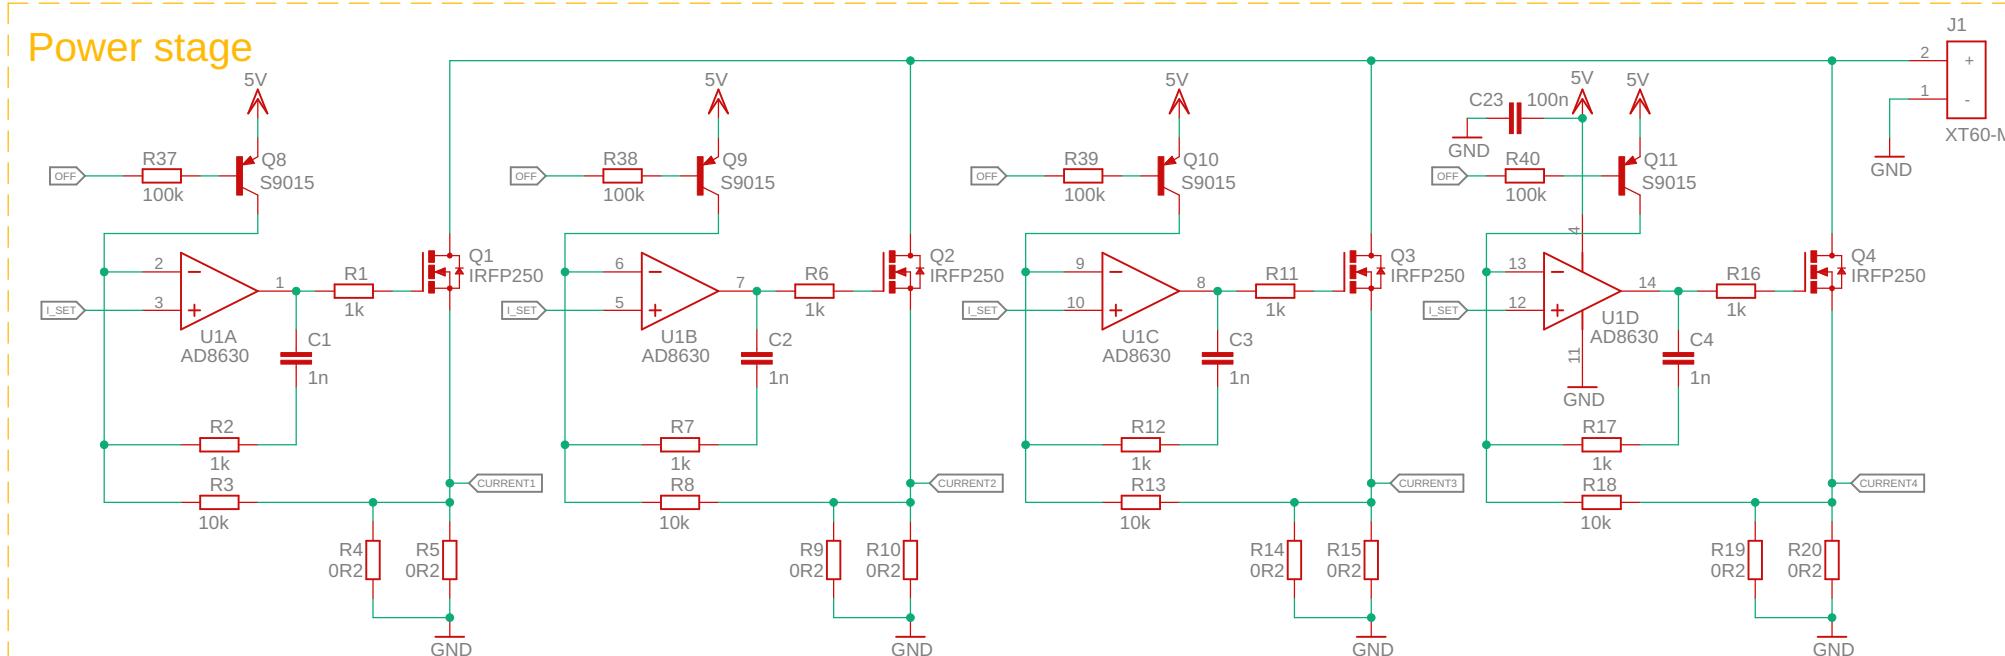 Power stage
J1
2
+
1
-
XT60-M
GND
5V
5V
5V
5V
5V
C23
100n
GND
OFF
R37
100k
Q8
S9015
OFF
R38
100k
Q9
S9015
OFF
R39
100k
Q10
S9015
OFF
R40
100k
Q11
S9015
2
3
1
I_SET
U1A
AD8630
R1
1k
Q1
IRFP250
C1
1n
6
5
7
I_SET
U1B
AD8630
R6
1k
Q2
IRFP250
C2
1n
9
10
8
I_SET
U1C
AD8630
R11
1k
Q3
IRFP250
C3
1n
4
13
12
14
11
I_SET
U1D
AD8630
GND
R16
1k
Q4
IRFP250
C4
1n
R2
1k
R3
10k
CURRENT1
R4
0R2
R5
0R2
GND
R7
1k
R8
10k
CURRENT2
R9
0R2
R10
0R2
GND
R12
1k
R13
10k
CURRENT3
R14
0R2
R15
0R2
GND
R17
1k
R18
10k
CURRENT4
R19
0R2
R20
0R2
GND